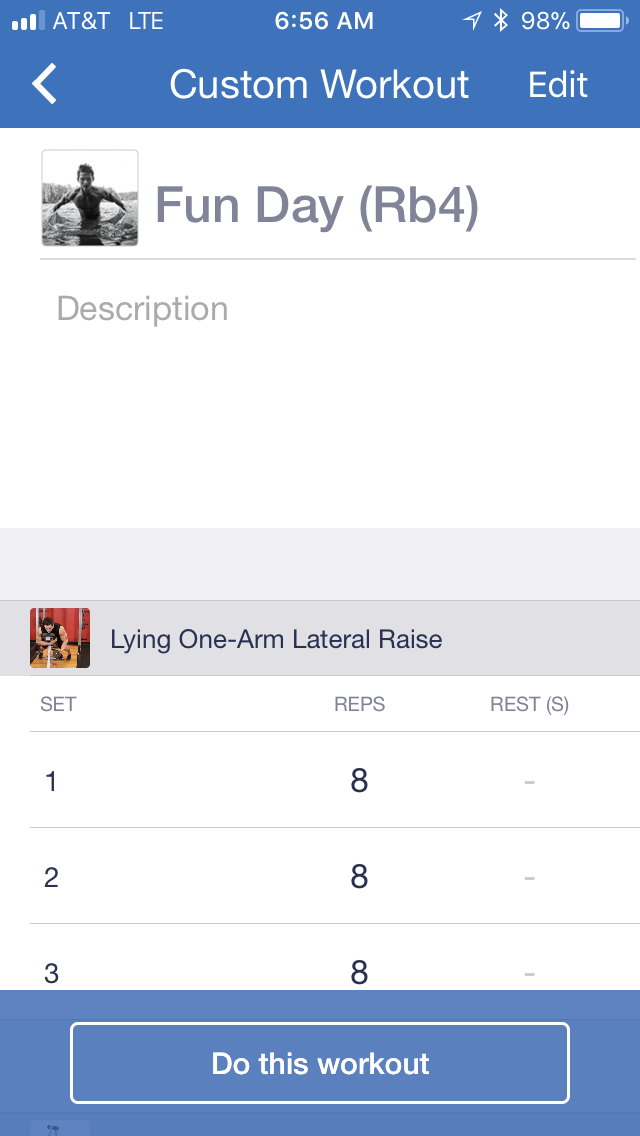 AT&T LTE 6:56 AM 98%
Custom Workout Edit
Fun Day (Rb4)
Description
Lying One-Arm Lateral Raise
SET REPS REST (S)
1 8 -
2 8 -
3 8 -
Do this workout